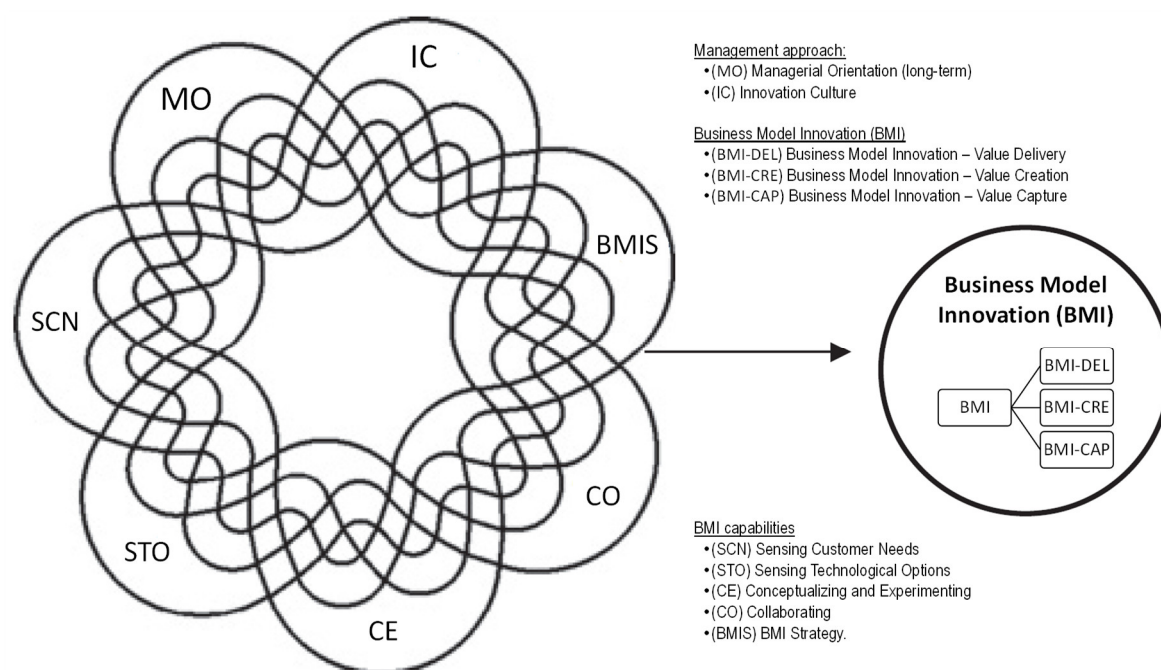 IC
MO
BMIS
SCN
CO
STO
CE
Management approach:
•(MO) Managerial Orientation (long-term)
•(IC) Innovation Culture
Business Model Innovation (BMI)
•(BMI-DEL) Business Model Innovation – Value Delivery
•(BMI-CRE) Business Model Innovation – Value Creation
•(BMI-CAP) Business Model Innovation – Value Capture
Business Model
Innovation (BMI)
BMI-DEL
BMI
BMI-CRE
BMI-CAP
BMI capabilities
•(SCN) Sensing Customer Needs
•(STO) Sensing Technological Options
•(CE) Conceptualizing and Experimenting
•(CO) Collaborating
•(BMIS) BMI Strategy.